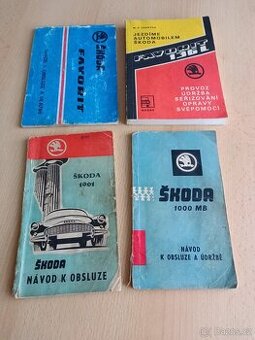 ŠKODA
FAVORIT
JEZDÍME
AUTOMOBILEM
ŠKODA
FAVORIT
136 L
PROVOZ
ÚDRŽBA
SEŘIZOVÁNÍ
OPRAVY
SVÉPOMOCÍ
ŠKODA
1201
ŠKODA
NÁVOD K OBSLUZE
ŠKODA
1000 MB
NÁVOD
K OBSLUZE A ÚDRŽBĚ